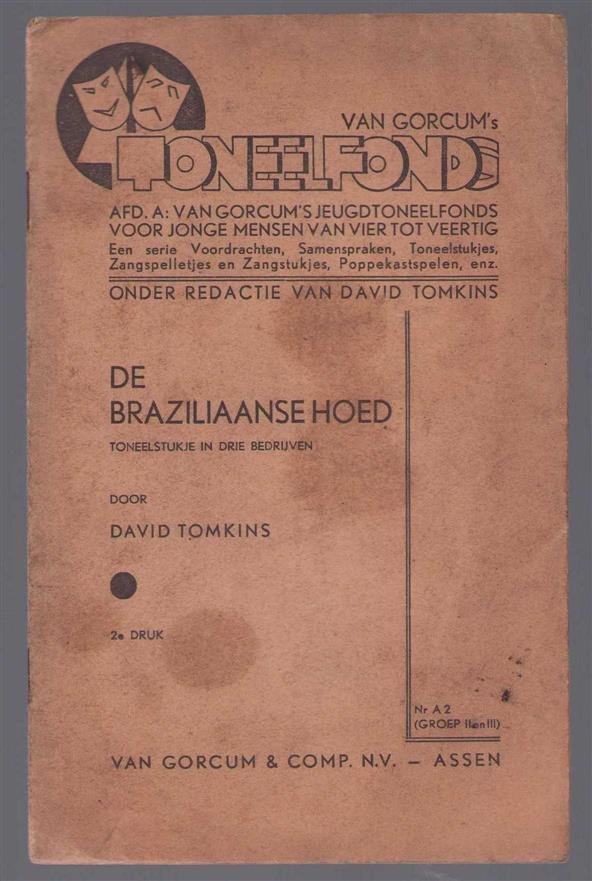 VAN GORCUM's
TONEELFONDS
AFD. A: VAN GORCUM'S JEUGDTONEELFONDS
VOOR JONGE MENSEN VAN VIER TOT VEERTIG
Een serie Voordrachten, Samenspraken, Toneelstukjes,
Zangspelletjes en Zangstukjes, Poppekastspelen, enz.
ONDER REDACTIE VAN DAVID TOMKINS
DE
BRAZILIAANSE HOED
TONEELSTUKJE IN DRIE BEDRIJVEN
DOOR
DAVID TOMKINS
2e DRUK
Nr A 2
(GROEP II en III)
VAN GORCUM & COMP. N.V. — ASSEN